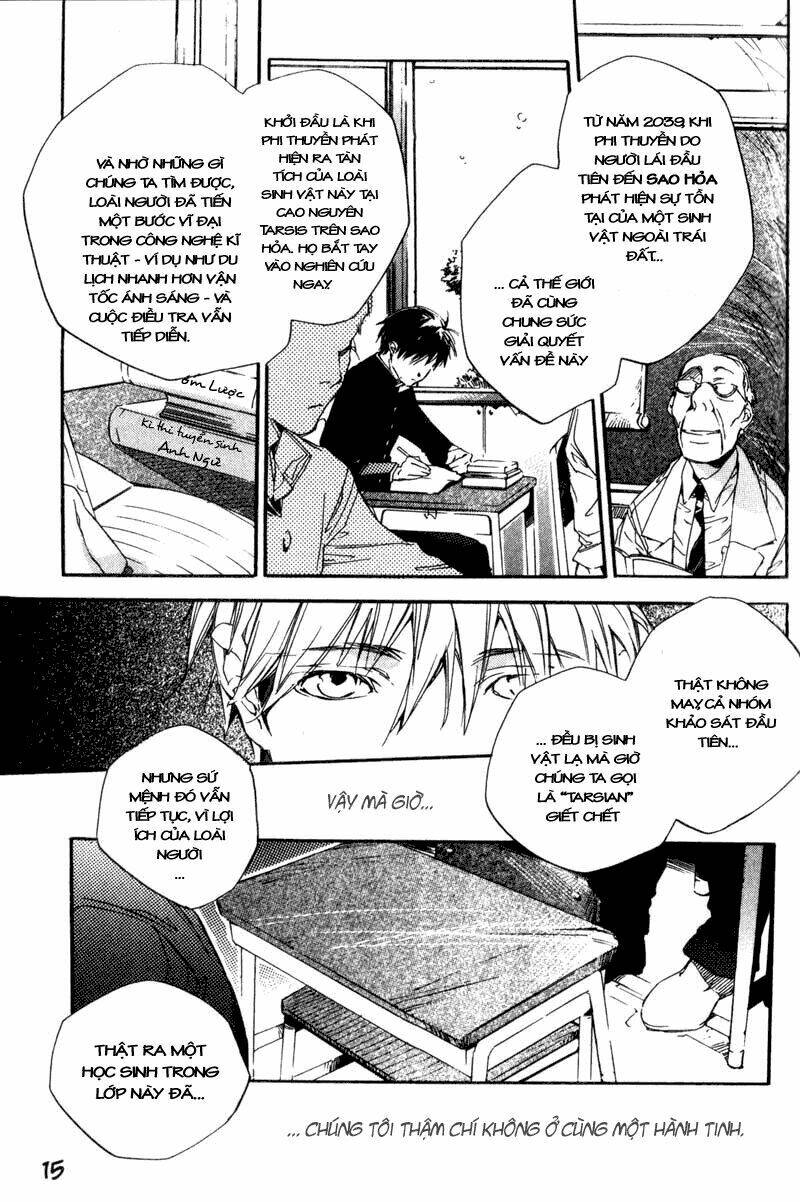 TỪ NĂM 2039, KHI
PHI THUYỀN DO
NGƯỜI LÁI ĐẦU
TIÊN ĐẾN SAO HỎA
PHÁT HIỆN SỰ TỒN
TẠI CỦA MỘT SINH
VẬT NGOÀI TRÁI
ĐẤT...
... CẢ THẾ GIỚI
ĐÃ CÙNG
CHUNG SỨC
GIẢI QUYẾT
VẤN ĐỀ NÀY
KHỞI ĐẦU LÀ KHI
PHI THUYỀN PHÁT
HIỆN RA TÀN
TÍCH CỦA LOÀI
SINH VẬT NÀY TẠI
CAO NGUYÊN
TARSIS TRÊN SAO
HỎA. HỌ BẮT TAY
VÀO NGHIÊN CỨU
NGAY.
VÀ NHỜ NHỮNG GÌ
CHÚNG TA TÌM ĐƯỢC,
LOÀI NGƯỜI ĐÃ TIẾN
MỘT BƯỚC VĨ ĐẠI
TRONG CÔNG NGHỆ KĨ
THUẬT - VÍ DỤ NHƯ DU
LỊCH NHANH HƠN VẬN
TỐC ÁNH SÁNG - VÀ
CUỘC ĐIỀU TRA VẪN
TIẾP DIỄN.
Lược
Kì thi tuyển sinh
Anh Ngữ
THẬT KHÔNG
MAY, CẢ NHÓM
KHẢO SÁT ĐẦU
TIÊN...
... ĐỀU BỊ SINH
VẬT LẠ MÀ GIỜ
CHÚNG TA GỌI
LÀ "TARSIAN"
GIẾT CHẾT
VẬY MÀ GIỜ...
NHƯNG SỨ
MỆNH ĐÓ VẪN
TIẾP TỤC, VÌ LỢI
ÍCH CỦA LOÀI
NGƯỜI
...
THẬT RA MỘT
HỌC SINH TRONG
LỚP NÀY ĐÃ...
... CHÚNG TÔI THẬM CHÍ KHÔNG Ở CÙNG MỘT HÀNH TINH.
15